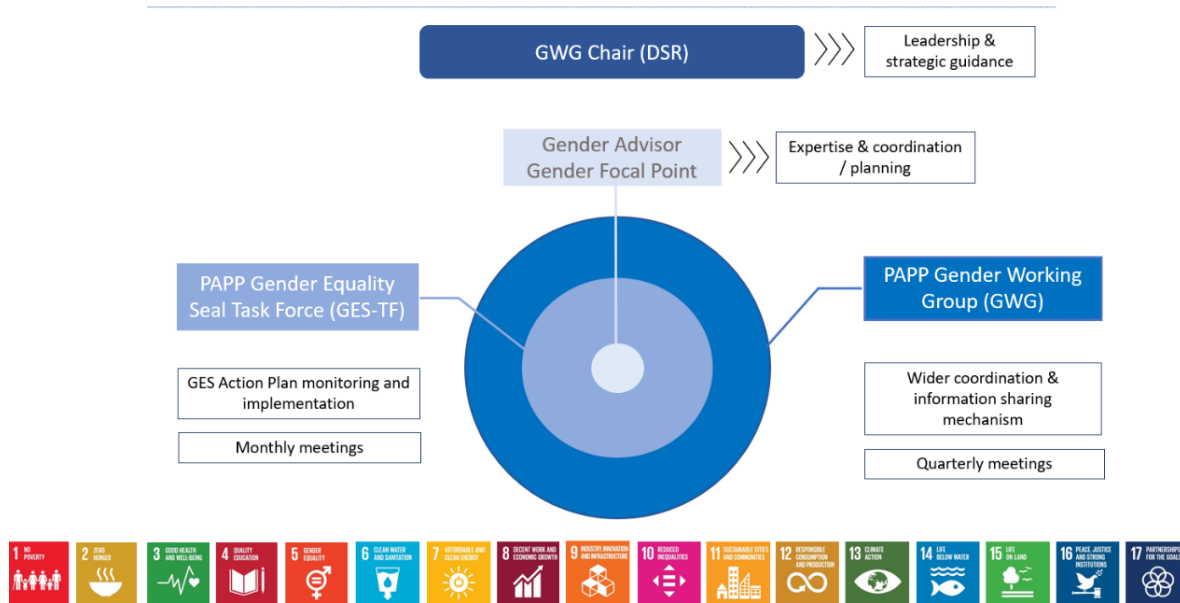 GWG Chair (DSR)
Leadership &
strategic guidance
Gender Advisor
Gender Focal Point
Expertise & coordination
/ planning
PAPP Gender Equality
Seal Task Force (GES-TF)
PAPP Gender Working
Group (GWG)
GES Action Plan monitoring and
implementation
Monthly meetings
Wider coordination &
information sharing
mechanism
Quarterly meetings
1 NO
POVERTY
2 ZERO
HUNGER
3 GOOD HEALTH
AND WELL-BEING
4 QUALITY
EDUCATION
5 GENDER
EQUALITY
6 CLEAN WATER
AND SANITATION
7 AFFORDABLE AND
CLEAN ENERGY
8 DECENT WORK AND
ECONOMIC GROWTH
9 INDUSTRY, INNOVATION
AND INFRASTRUCTURE
10 REDUCED
INEQUALITIES
11 SUSTAINABLE CITIES
AND COMMUNITIES
12 RESPONSIBLE
CONSUMPTION
AND PRODUCTION
13 CLIMATE
ACTION
14 LIFE
BELOW WATER
15 LIFE
ON LAND
16 PEACE, JUSTICE
AND STRONG
INSTITUTIONS
17 PARTNERSHIPS
FOR THE GOALS